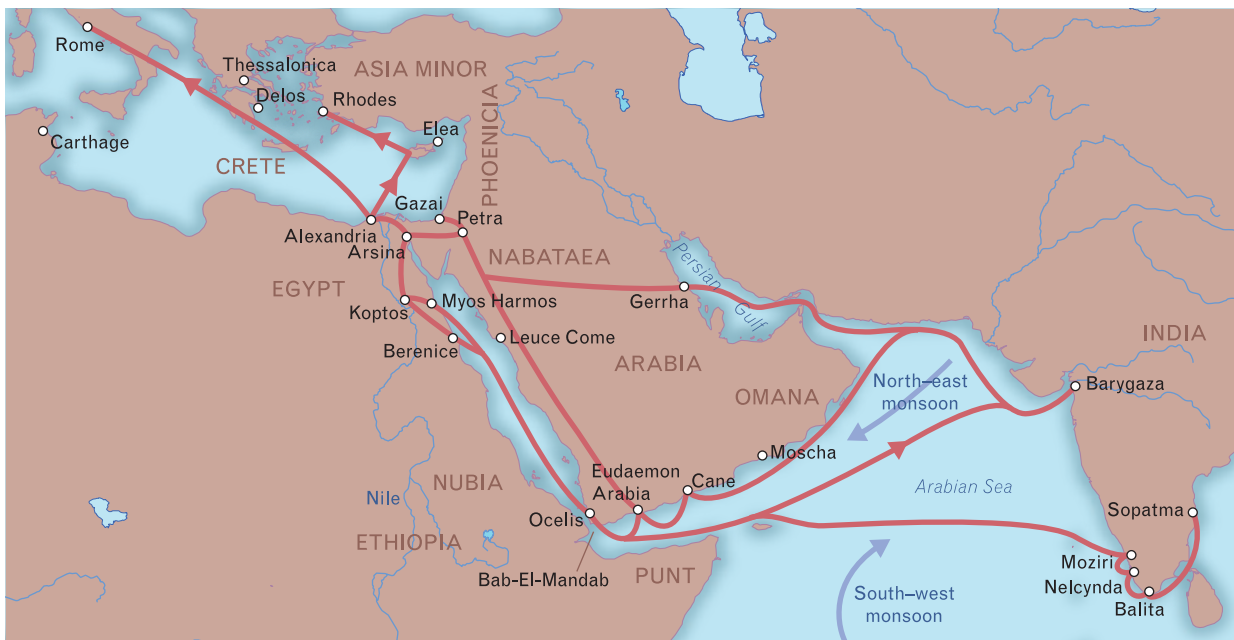 Rome
Thessalonica
ASIA MINOR
Delos
Rhodes
Elea
Carthage
CRETE
PHOENICIA
Gazai
Petra
Alexandria
Arsina
NABATAEA
Persian
Gulf
EGYPT
Gerrha
Koptos
Myos Harmos
INDIA
Berenice
Leuce Come
ARABIA
OMANA
North–east
monsoon
Barygaza
Moscha
Eudaemon
Arabia
Cane
NUBIA
Nile
Arabian Sea
Ocelis
Sopatma
ETHIOPIA
Bab-El-Mandab
PUNT
Moziri
Nelcynda
Balita
South–west
monsoon